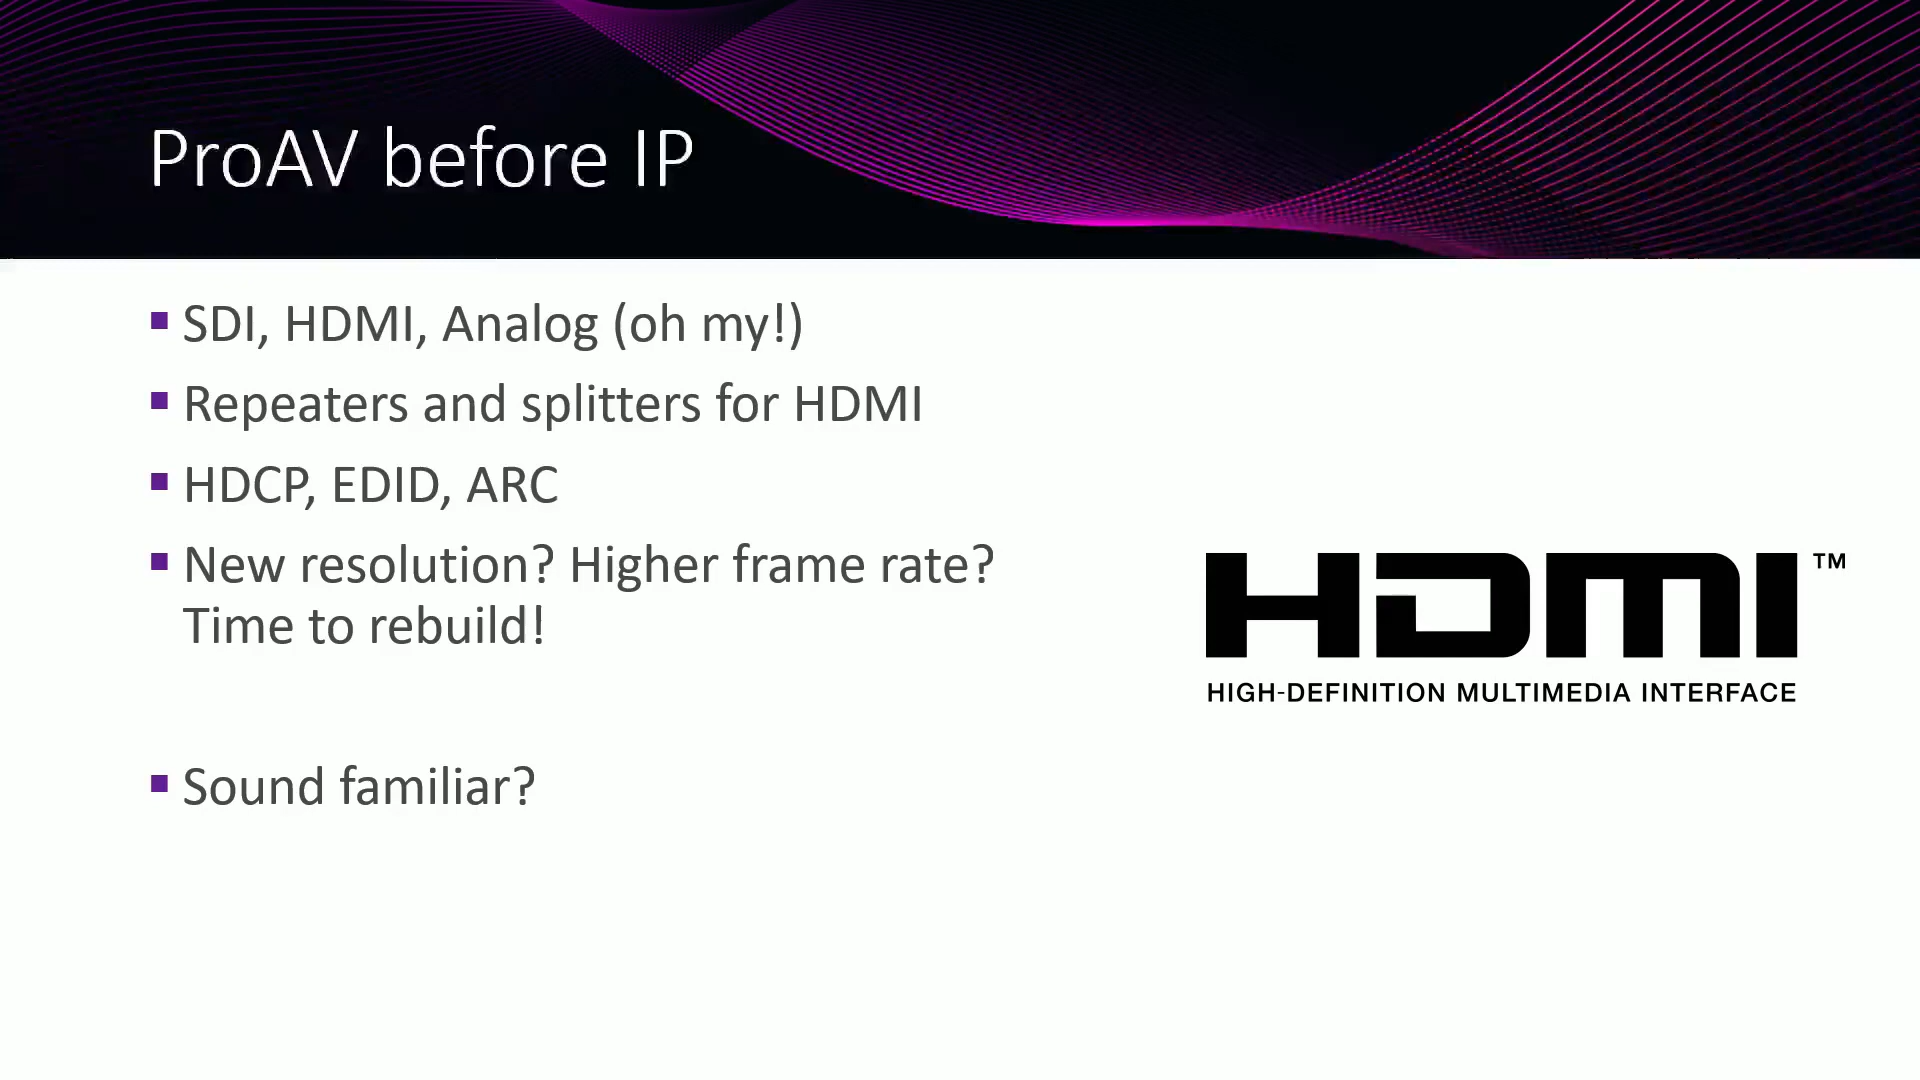 ProAV before IP
SDI, HDMI, Analog (oh my!)
Repeaters and splitters for HDMI
HDCP, EDID, ARC
New resolution? Higher frame rate?
Time to rebuild!
Sound familiar?
HDMI™
HIGH-DEFINITION MULTIMEDIA INTERFACE